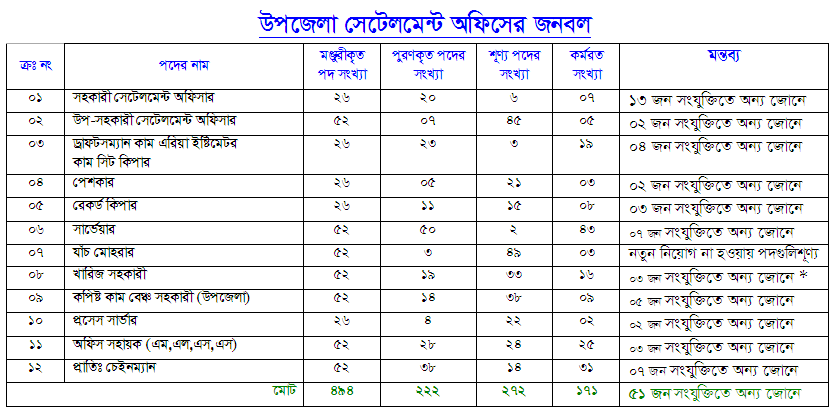 উপজেলা সেটেলমেন্ট অফিসের জনবল
ক্রঃ নং পদের নাম মঞ্জুরীকৃত পদ সংখ্যা পুরণকৃত পদের সংখ্যা শূণ্য পদের সংখ্যা কর্মরত সংখ্যা মন্তব্য
০১ সহকারী সেটেলমেন্ট অফিসার ২৬ ২০ ৬ ০৭ ১৩ জন সংযুক্তিতে অন্য জোনে
০২ উপ-সহকারী সেটেলমেন্ট অফিসার ৫২ ০৭ ৪৫ ০৫ ০২ জন সংযুক্তিতে অন্য জোনে
০৩ ড্রাফটসম্যান কাম এরিয়া ইষ্টিমেটর ২৬ ২৩ ৩ ১৯ ০৪ জন সংযুক্তিতে অন্য জোনে
কাম সিট কিপার
০৪ পেশকার ২৬ ০৫ ২১ ০৩ ০২ জন সংযুক্তিতে অন্য জোনে
০৫ রেকর্ড কিপার ২৬ ১১ ১৫ ০৮ ০৩ জন সংযুক্তিতে অন্য জোনে
০৬ সার্ভেয়ার ৫২ ৫০ ২ ৪৩ ০৭ জন সংযুক্তিতে অন্য জোনে
০৭ যাঁচ মোহরার ৫২ ৩ ৪৯ ০৩ নতুন নিয়োগ না হওয়ায় পদগুলিশূণ্য
০৮ খারিজ সহকারী ৫২ ১৯ ৩৩ ১৬ ০৩ জন সংযুক্তিতে অন্য জোনে *
০৯ কপিষ্ট কাম বেঞ্চ সহকারী (উপজেলা) ৫২ ১৪ ৩৮ ০৯ ০৫ জন সংযুক্তিতে অন্য জোনে
১০ প্রসেস সার্ভার ২৬ ৪ ২২ ০২ ০২ জন সংযুক্তিতে অন্য জোনে
১১ অফিস সহায়ক (এম,এল,এস,এস) ৫২ ২৮ ২৪ ২৫ ০৩ জন সংযুক্তিতে অন্য জোনে
১২ প্রাতিঃ চেইনম্যান ৫২ ৩৮ ১৪ ৩১ ০৭ জন সংযুক্তিতে অন্য জোনে
মোট ৪৯৪ ২২২ ২৭২ ১৭১ ৫১ জন সংযুক্তিতে অন্য জোনে